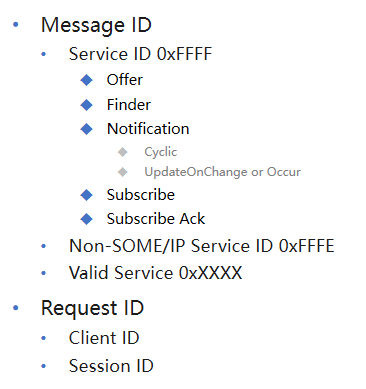 Message ID
Service ID 0xFFFF
Offer
Finder
Notification
Cyclic
UpdateOnChange or Occur
Subscribe
Subscribe Ack
Non-SOME/IP Service ID 0xFFFE
Valid Service 0xXXXX
Request ID
Client ID
Session ID